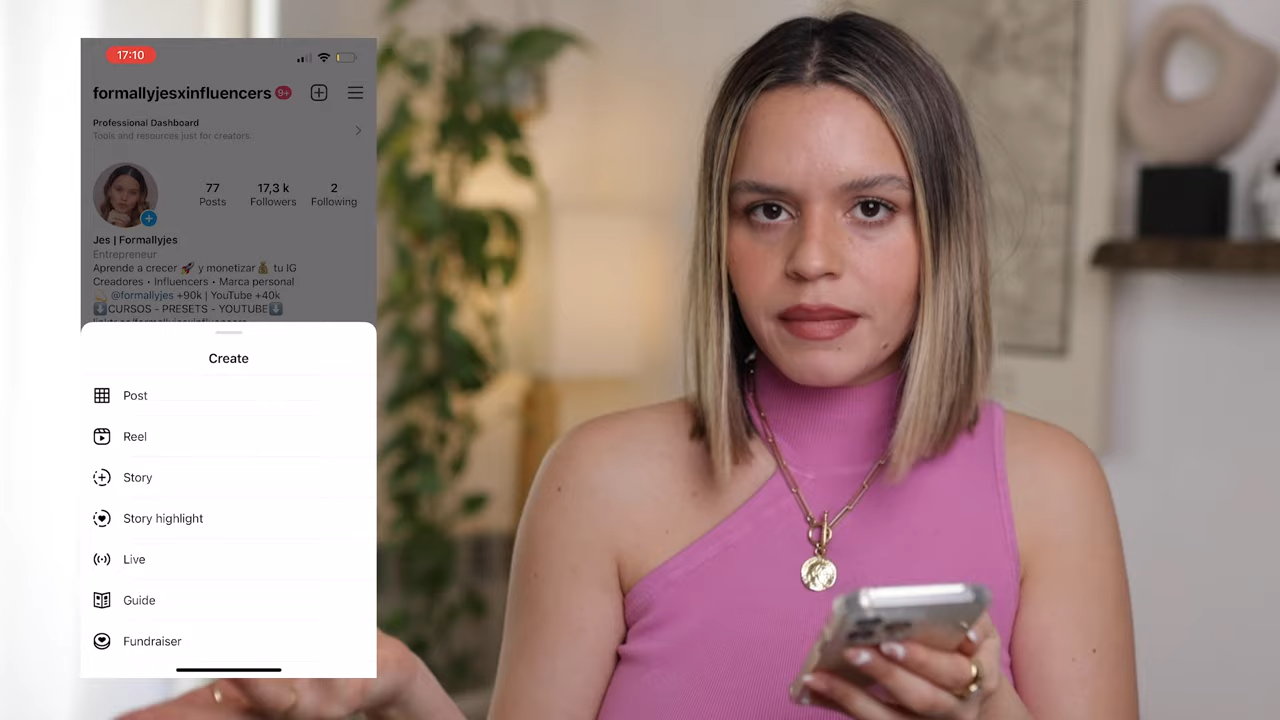 17:10
formallyjesxinfluencers 9+
Professional Dashboard
Tools and resources just for creators.
77 17,3 k 2
Posts Followers Following
Jes | Formallyjes
Entrepreneur
Aprende a crecer 🚀 y monetizar 💰 tu IG
Creadores • Influencers • Marca personal
💫 @formallyjes +90k | YouTube +40k
⬇️CURSOS - PRESETS - YOUTUBE⬇️
Create
Post
Reel
Story
Story highlight
Live
Guide
Fundraiser